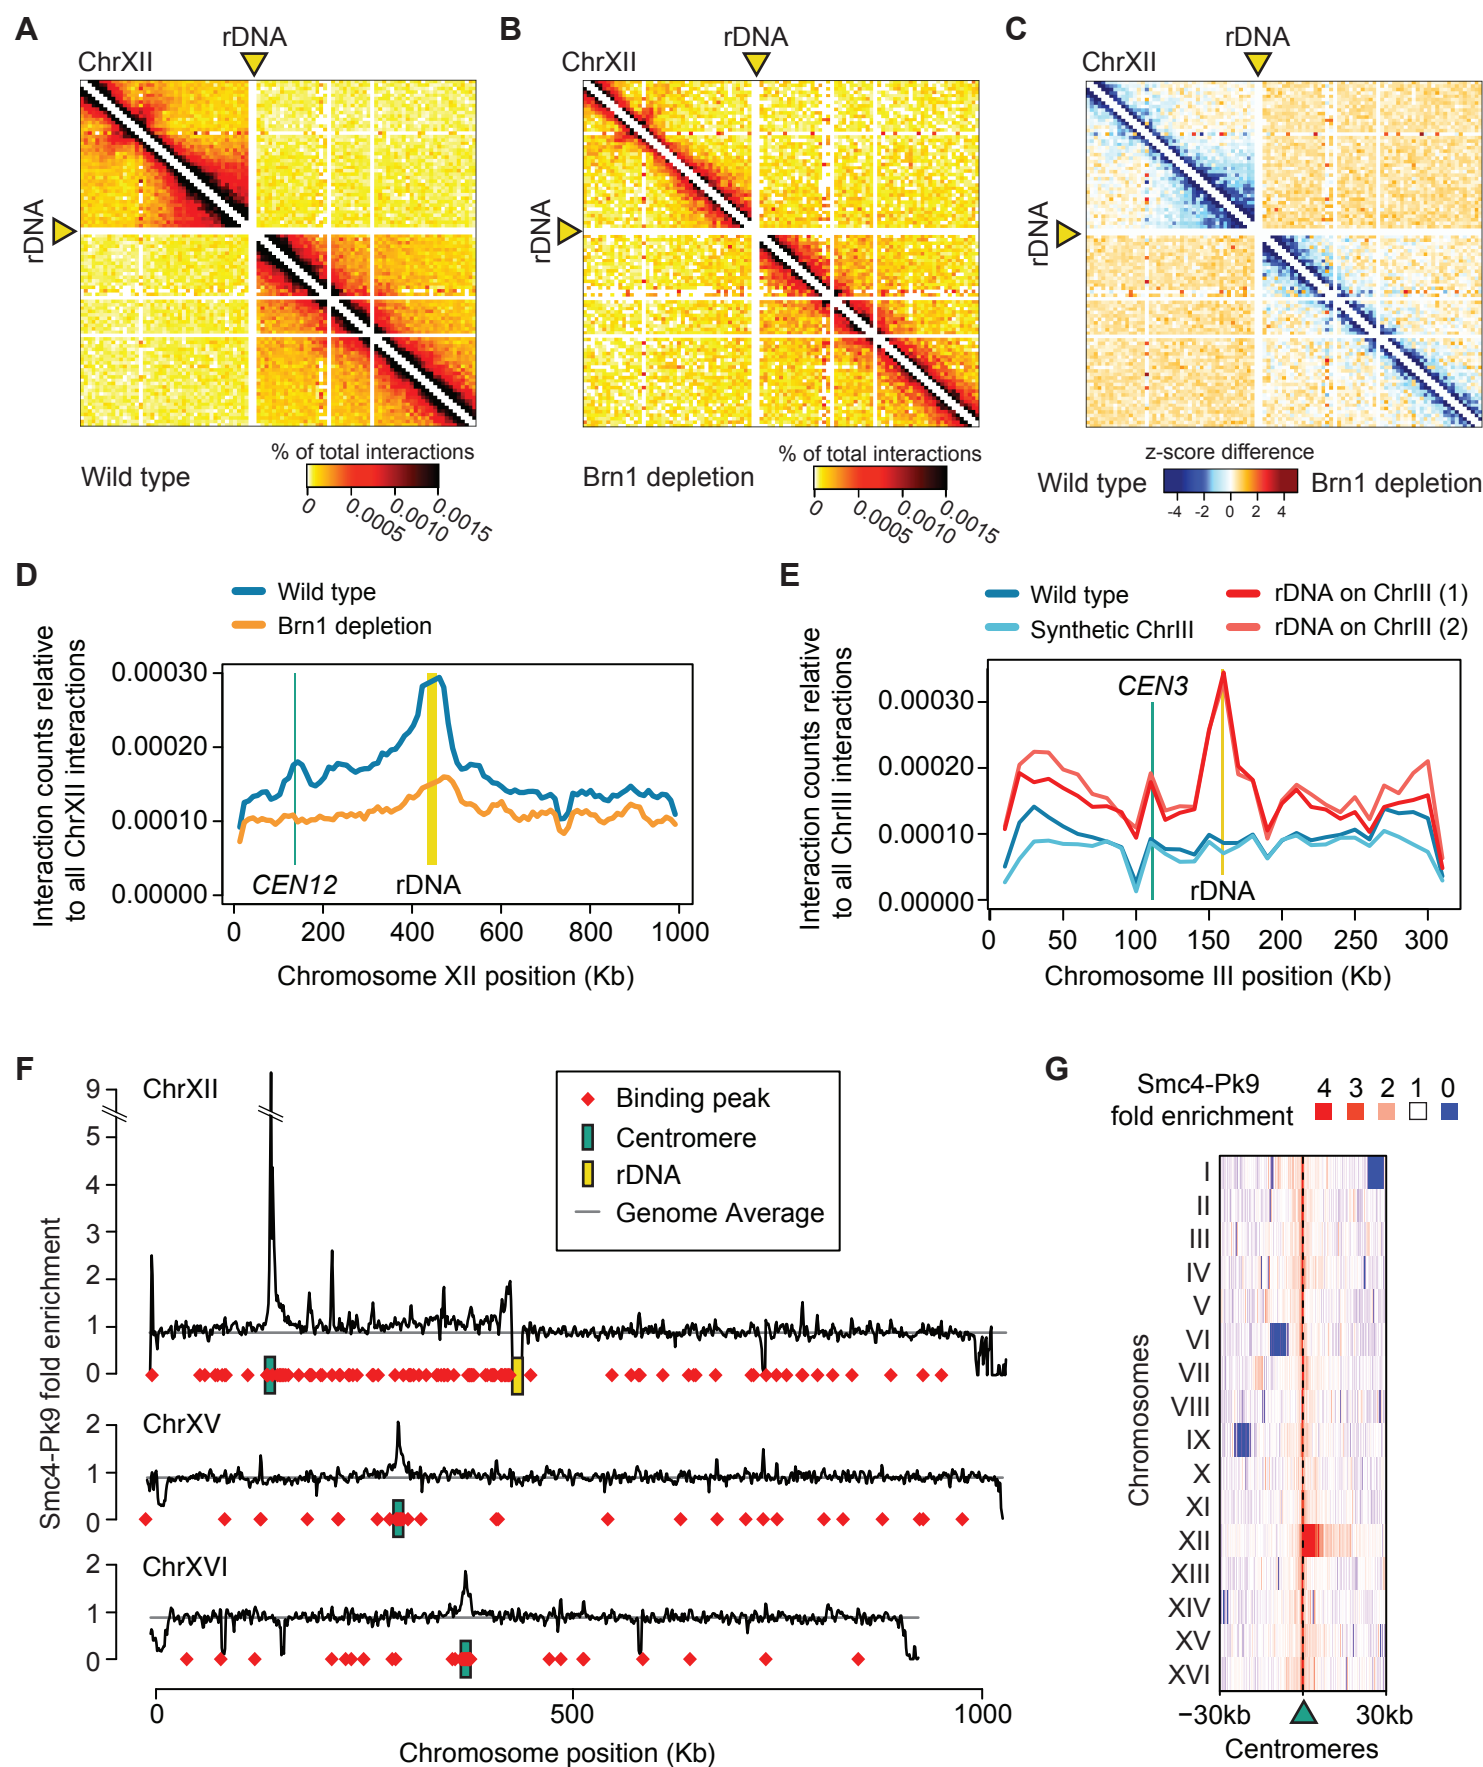 A
rDNA
ChrXII
rDNA
Wild type
% of total interactions
0
0.0005
0.0010
0.0015
B
rDNA
ChrXII
rDNA
Brn1 depletion
% of total interactions
0
0.0005
0.0010
0.0015
C
rDNA
ChrXII
rDNA
z-score difference
Wild type
Brn1 depletion
-4 -2 0 2 4
D
Wild type
Brn1 depletion
Interaction counts relative
to all ChrXII interactions
0.00030
0.00020
0.00010
0.00000
CEN12
rDNA
0 200 400 600 800 1000
Chromosome XII position (Kb)
E
Wild type
Synthetic ChrIII
rDNA on ChrIII (1)
rDNA on ChrIII (2)
Interaction counts relative
to all ChrIII interactions
0.00030
0.00020
0.00010
0.00000
CEN3
rDNA
0 50 100 150 200 250 300
Chromosome III position (Kb)
F
Smc4-Pk9 fold enrichment
ChrXII
9
5
4
3
2
1
0
Binding peak
Centromere
rDNA
Genome Average
ChrXV
2
1
0
ChrXVI
2
1
0
0 500 1000
Chromosome position (Kb)
G
Smc4-Pk9
fold enrichment
4 3 2 1 0
Chromosomes
I
II
III
IV
V
VI
VII
VIII
IX
X
XI
XII
XIII
XIV
XV
XVI
−30kb
30kb
Centromeres